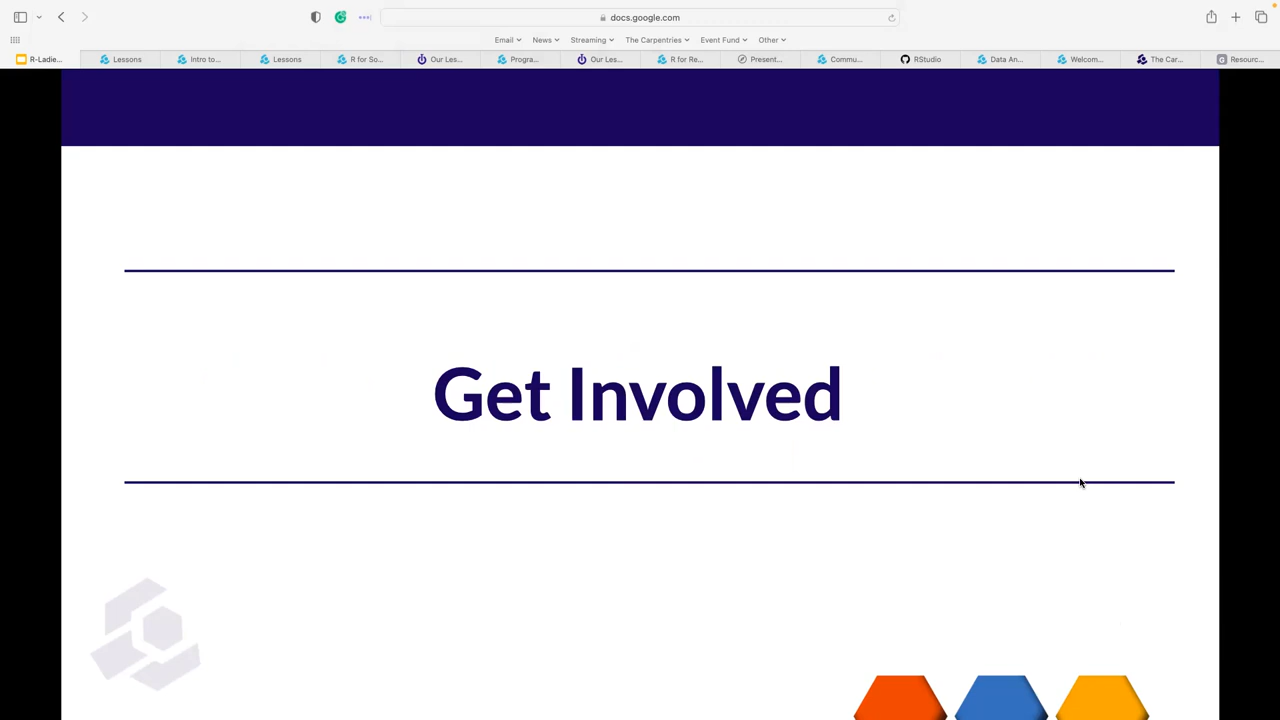 docs.google.com
Email News Streaming The Carpentries Event Fund Other
R-Ladie... Lessons Intro to... Lessons R for So... Our Les... Progra... Our Les... R for Re... Present... Commu... RStudio Data An... Welcom... The Car... Resourc...
Get Involved